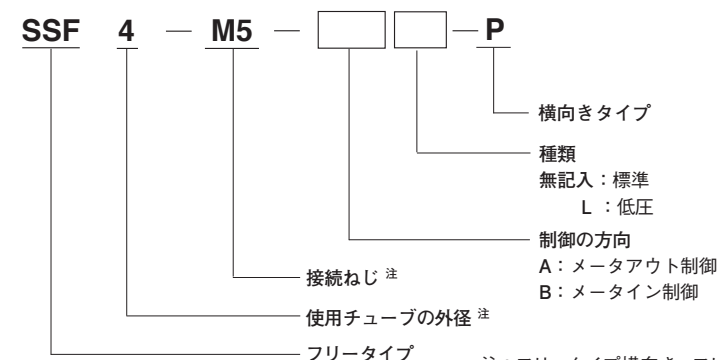 SSF 4 — M5 — — P
横向きタイプ
種類
無記入：標準
L ：低圧
制御の方向
A：メータアウト制御
B：メータイン制御
接続ねじ 注
使用チューブの外径 注
フリータイプ